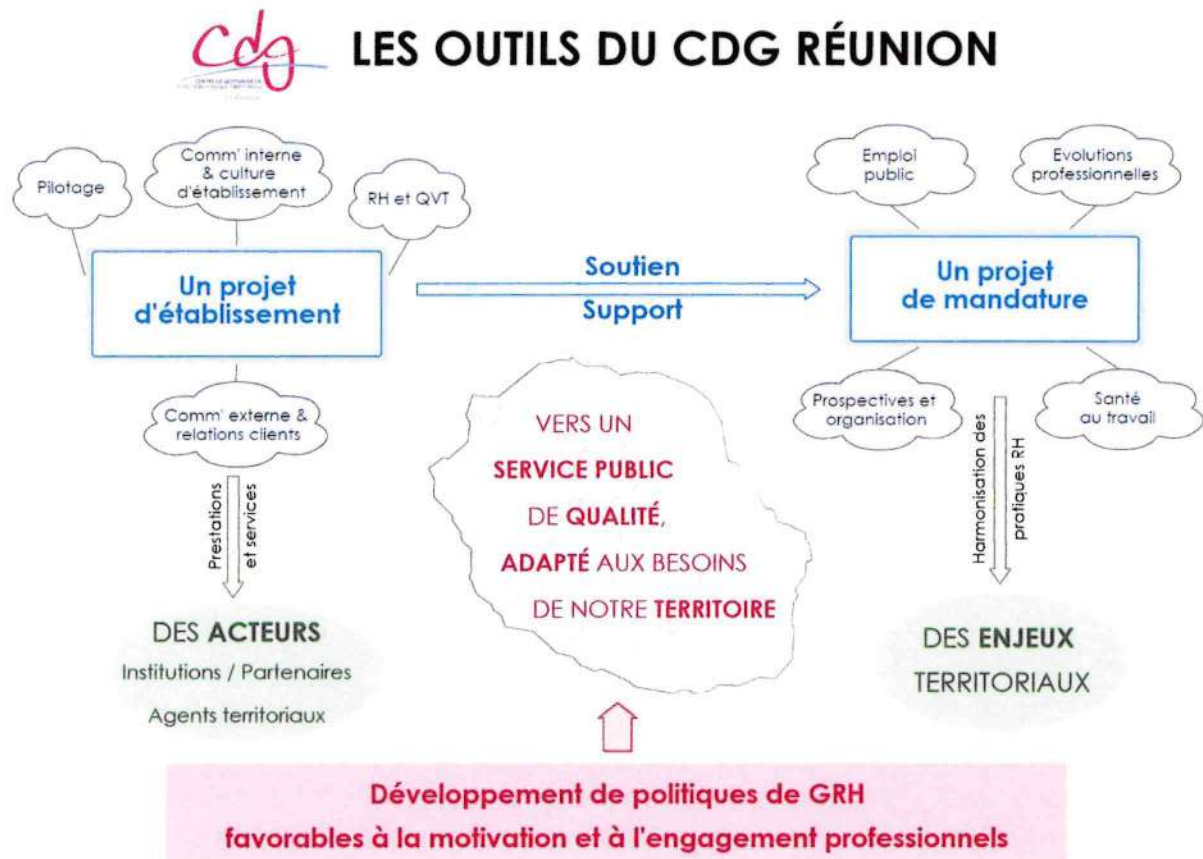 cdg
LES OUTILS DU CDG RÉUNION
Pilotage
Comm' interne
& culture
d'établissement
RH et QVT
Un projet
d'établissement
Comm' externe &
relations clients
Soutien
Support
Emploi
public
Evolutions
professionnelles
Un projet
de mandature
Prospectives et
organisation
Santé
au travail
Prestations
et services
Harmonisation des
pratiques RH
VERS UN
SERVICE PUBLIC
DE QUALITÉ,
ADAPTÉ AUX BESOINS
DE NOTRE TERRITOIRE
DES ACTEURS
Institutions / Partenaires
Agents territoriaux
DES ENJEUX
TERRITORIAUX
Développement de politiques de GRH
favorables à la motivation et à l'engagement professionnels